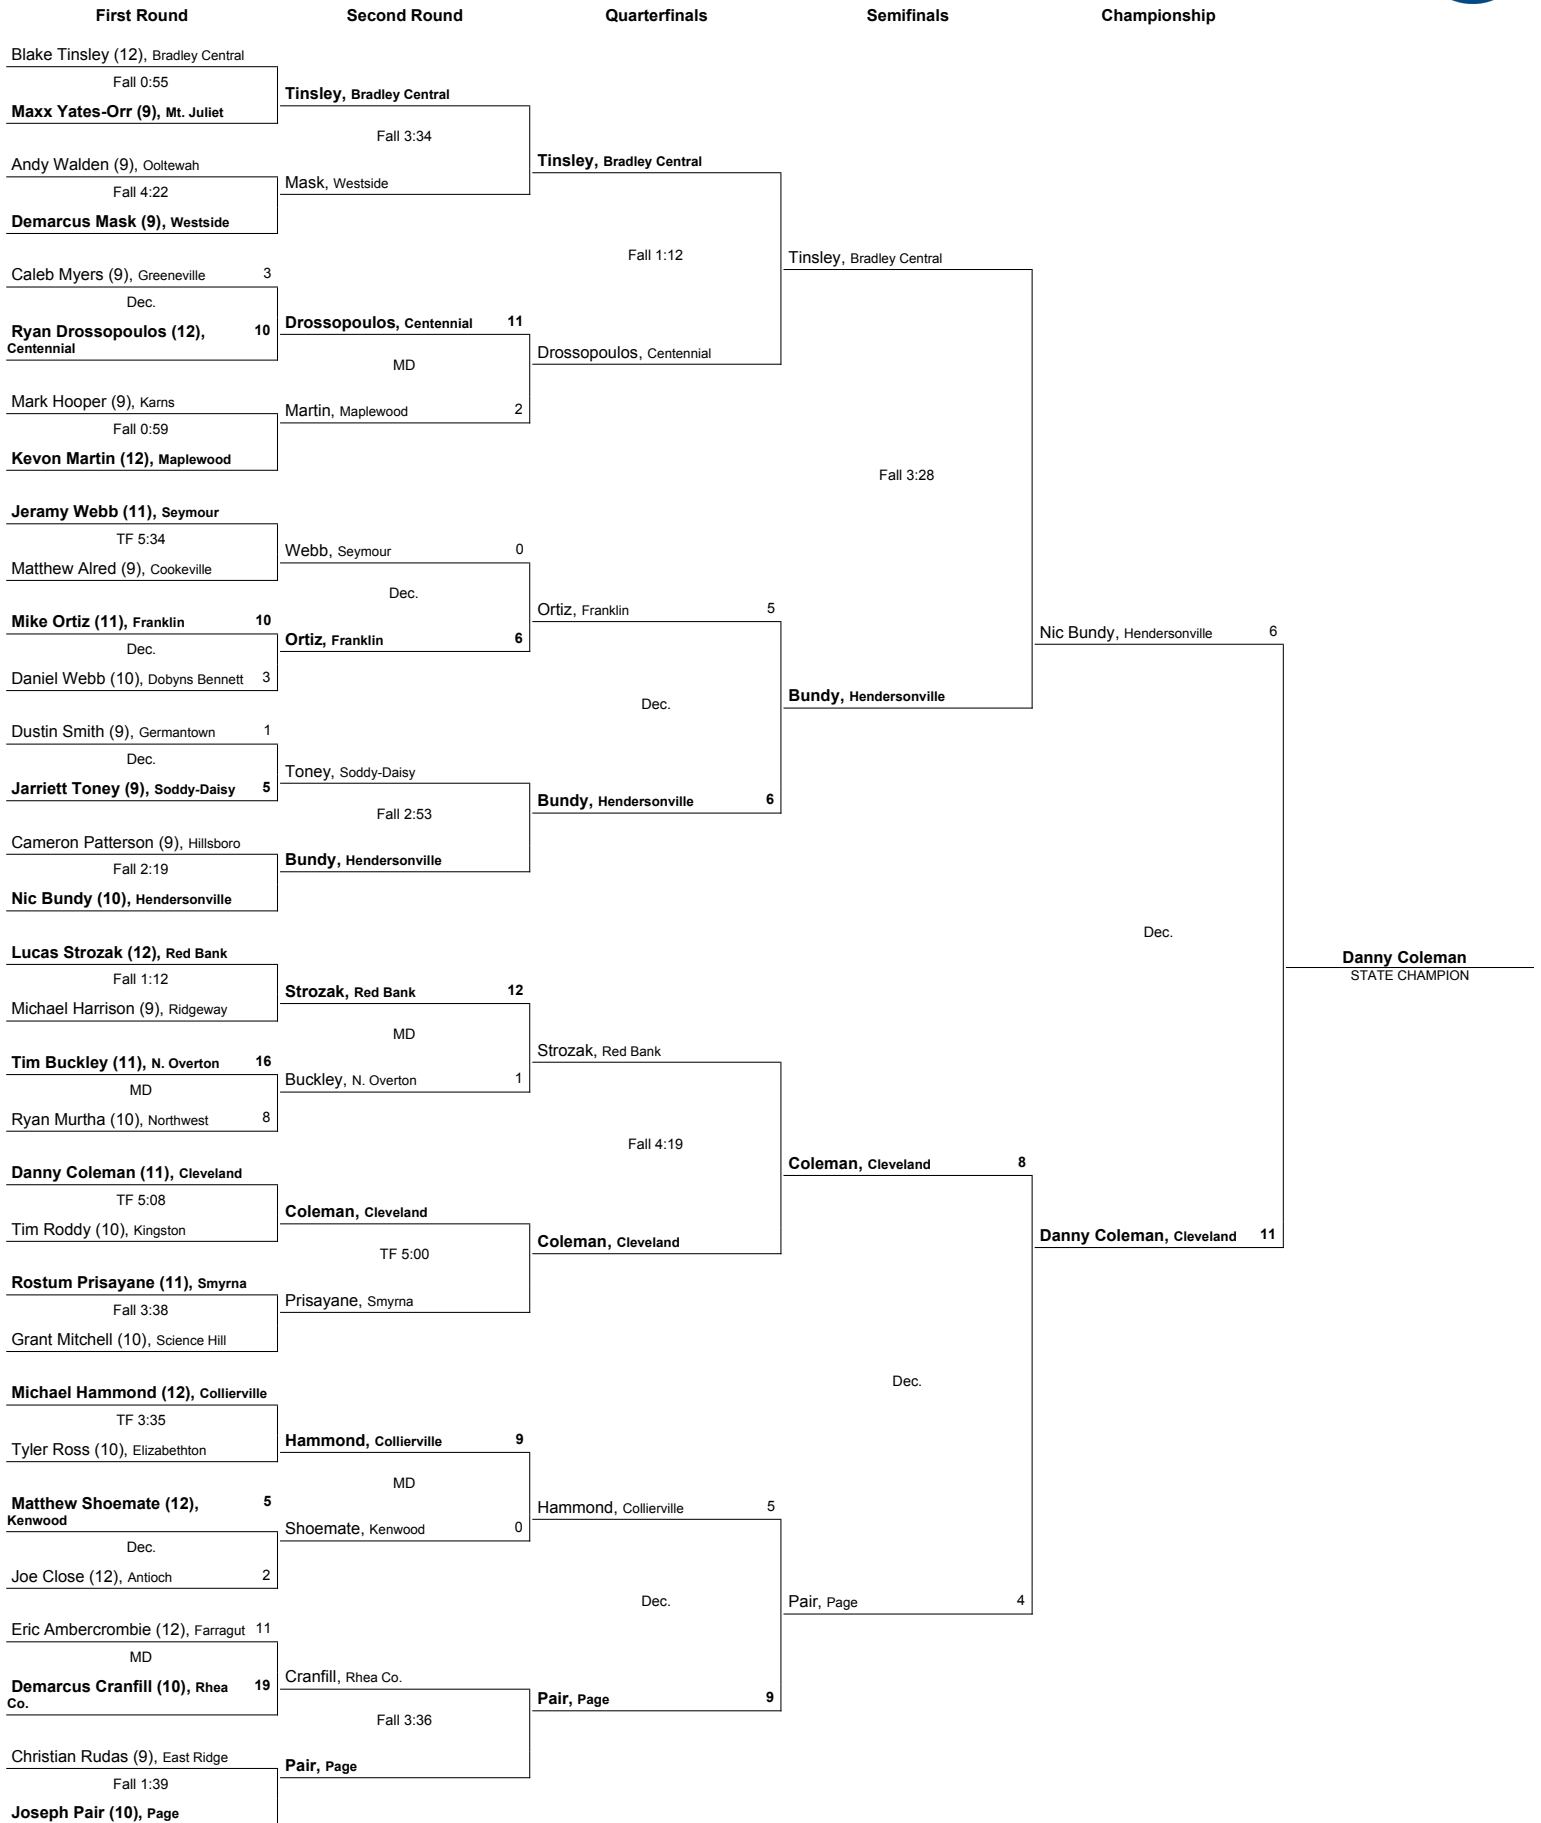 First Round
Second Round
Quarterfinals
Semifinals
Championship
Blake Tinsley (12), Bradley Central
Fall 0:55
Maxx Yates-Orr (9), Mt. Juliet
Andy Walden (9), Ooltewah
Fall 4:22
Demarcus Mask (9), Westside
Caleb Myers (9), Greeneville 3
Dec.
Ryan Drossopoulos (12), 10
Centennial
Mark Hooper (9), Karns
Fall 0:59
Kevon Martin (12), Maplewood
Jeramy Webb (11), Seymour
TF 5:34
Matthew Alred (9), Cookeville
Mike Ortiz (11), Franklin 10
Dec.
Daniel Webb (10), Dobyns Bennett 3
Dustin Smith (9), Germantown 1
Dec.
Jarriett Toney (9), Soddy-Daisy 5
Cameron Patterson (9), Hillsboro
Fall 2:19
Nic Bundy (10), Hendersonville
Lucas Strozak (12), Red Bank
Fall 1:12
Michael Harrison (9), Ridgeway
Tim Buckley (11), N. Overton 16
MD
Ryan Murtha (10), Northwest 8
Danny Coleman (11), Cleveland
TF 5:08
Tim Roddy (10), Kingston
Rostum Prisayane (11), Smyrna
Fall 3:38
Grant Mitchell (10), Science Hill
Michael Hammond (12), Collierville
TF 3:35
Tyler Ross (10), Elizabethton
Matthew Shoemate (12), 5
Kenwood
Dec.
Joe Close (12), Antioch 2
Eric Ambercrombie (12), Farragut 11
MD
Demarcus Cranfill (10), Rhea 19
Co.
Christian Rudas (9), East Ridge
Fall 1:39
Joseph Pair (10), Page
Tinsley, Bradley Central
Fall 3:34
Mask, Westside
Drossopoulos, Centennial 11
MD
Martin, Maplewood 2
Webb, Seymour 0
Dec.
Ortiz, Franklin 6
Toney, Soddy-Daisy
Fall 2:53
Bundy, Hendersonville
Strozak, Red Bank 12
MD
Buckley, N. Overton 1
Coleman, Cleveland
TF 5:00
Prisayane, Smyrna
Hammond, Collierville 9
MD
Shoemate, Kenwood 0
Cranfill, Rhea Co.
Fall 3:36
Pair, Page
Tinsley, Bradley Central
Fall 1:12
Drossopoulos, Centennial
Ortiz, Franklin 5
Dec.
Bundy, Hendersonville 6
Strozak, Red Bank
Fall 4:19
Coleman, Cleveland
Hammond, Collierville 5
Dec.
Pair, Page 9
Tinsley, Bradley Central
Fall 3:28
Bundy, Hendersonville
Coleman, Cleveland 8
Dec.
Pair, Page 4
Nic Bundy, Hendersonville 6
Dec.
Danny Coleman, Cleveland 11
Danny Coleman
STATE CHAMPION